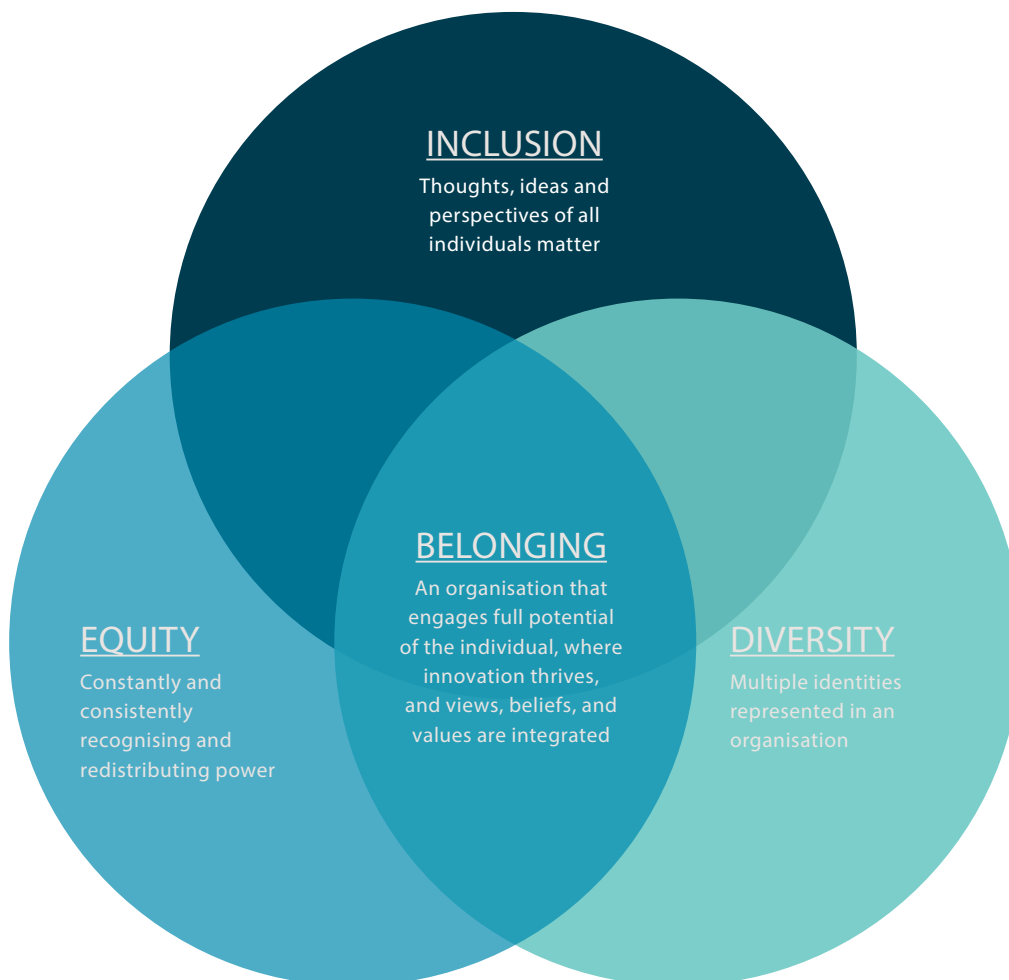 INCLUSION
Thoughts, ideas and
perspectives of all
individuals matter
BELONGING
An organisation that
engages full potential
of the individual, where
innovation thrives,
and views, beliefs, and
values are integrated
EQUITY
Constantly and
consistently
recognising and
redistributing power
DIVERSITY
Multiple identities
represented in an
organisation